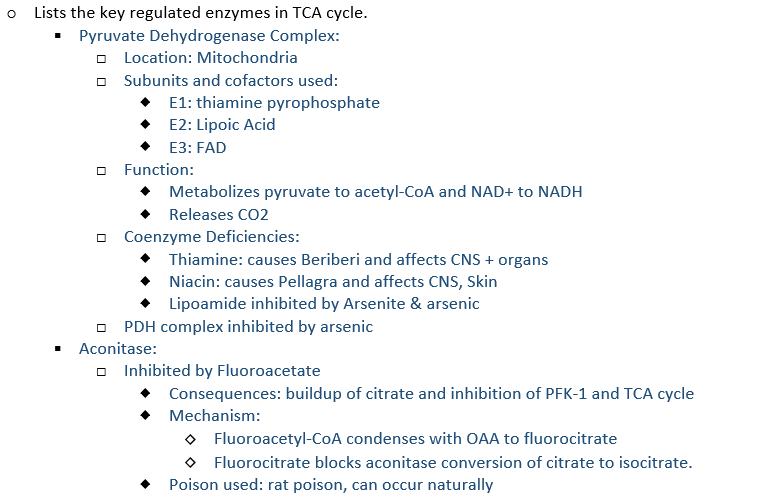 Lists the key regulated enzymes in TCA cycle.
Pyruvate Dehydrogenase Complex:
Location: Mitochondria
Subunits and cofactors used:
E1: thiamine pyrophosphate
E2: Lipoic Acid
E3: FAD
Function:
Metabolizes pyruvate to acetyl-CoA and NAD+ to NADH
Releases CO2
Coenzyme Deficiencies:
Thiamine: causes Beriberi and affects CNS + organs
Niacin: causes Pellagra and affects CNS, Skin
Lipoamide inhibited by Arsenite & arsenic
PDH complex inhibited by arsenic
Aconitase:
Inhibited by Fluoroacetate
Consequences: buildup of citrate and inhibition of PFK-1 and TCA cycle
Mechanism:
Fluoroacetyl-CoA condenses with OAA to fluorocitrate
Fluorocitrate blocks aconitase conversion of citrate to isocitrate.
Poison used: rat poison, can occur naturally